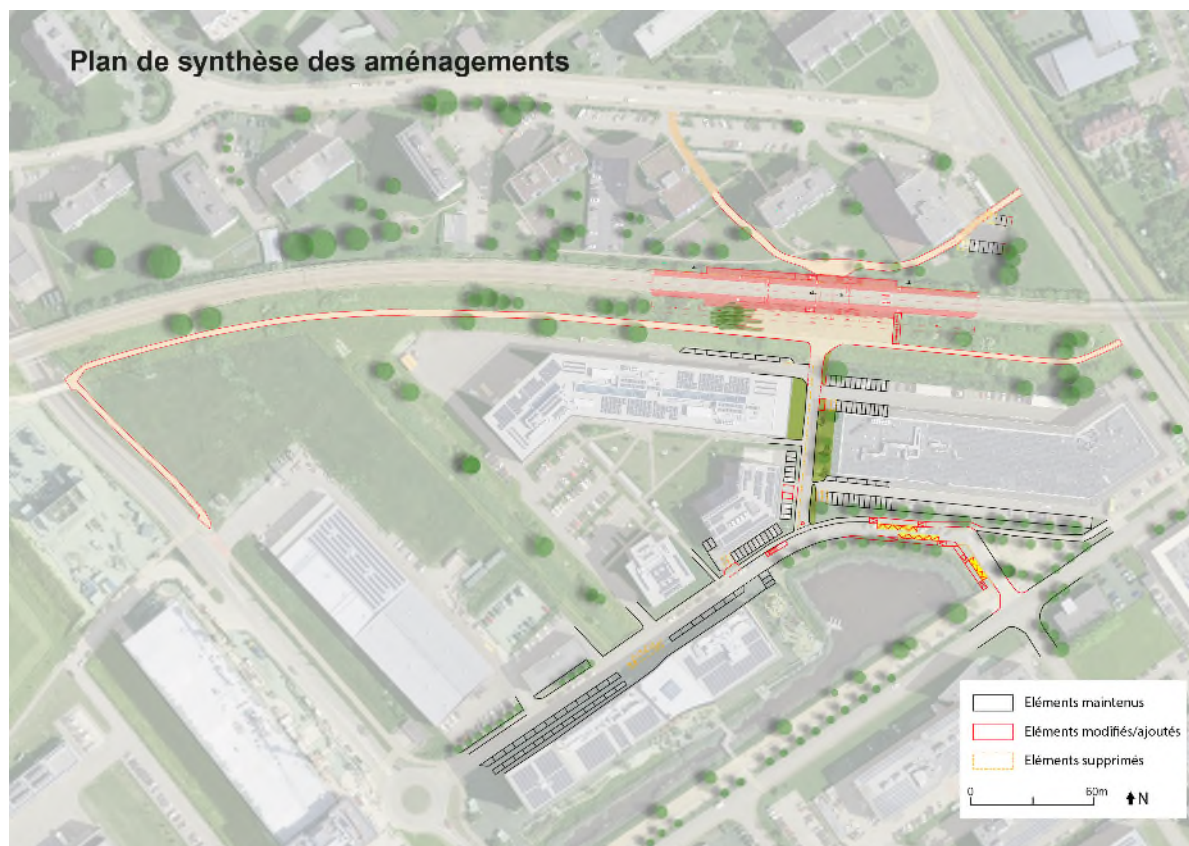 Plan de synthèse des aménagements
Eléments maintenus
Eléments modifiés/ajoutés
Eléments supprimés
0 60m N